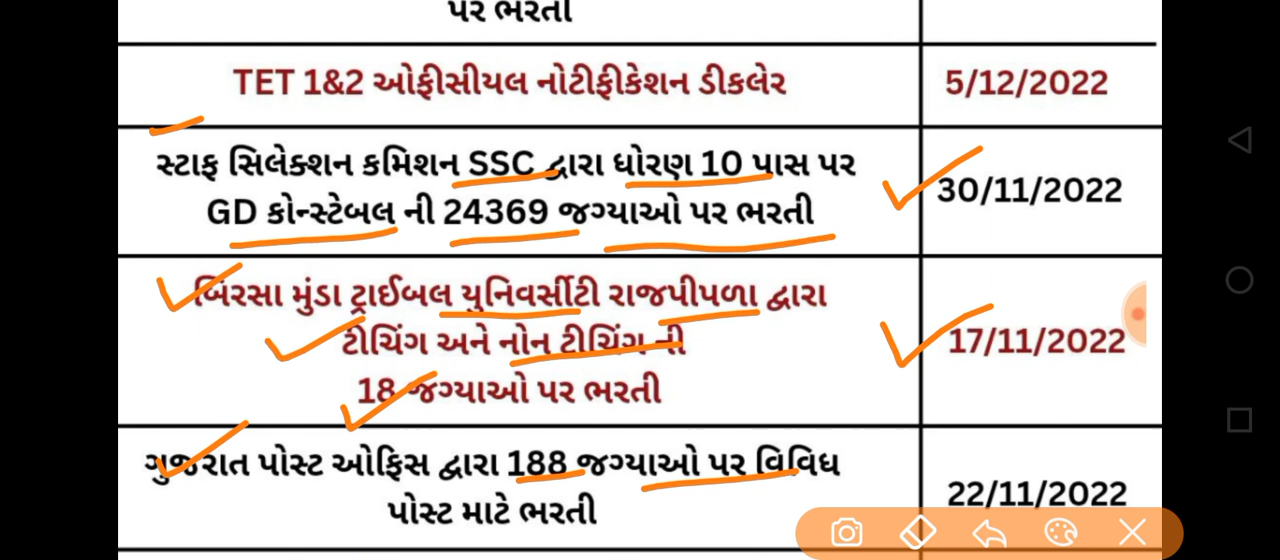 પર ભરતી
TET 1&2 ઓફીસીયલ નોટીફીકેશન ડીકલેર
5/12/2022
સ્ટાફ સિલેક્શન કમિશન SSC દ્વારા ધોરણ 10 પાસ પર
GD કોન્સ્ટેબલ ની 24369 જગ્યાઓ પર ભરતી
30/11/2022
બિરસા મુંડા ટ્રાઈબલ યુનિવર્સીટી રાજપીપળા દ્વારા
ટીચિંગ અને નોન ટીચિંગ ની
18 જગ્યાઓ પર ભરતી
17/11/2022
ગુજરાત પોસ્ટ ઓફિસ દ્વારા 188 જગ્યાઓ પર વિવિધ
પોસ્ટ માટે ભરતી
22/11/2022